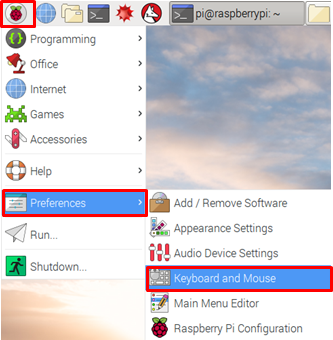 pi@raspberrypi: ~
Programming
Office
Internet
Games
Accessories
Help
Preferences
Run...
Shutdown...
Add / Remove Software
Appearance Settings
Audio Device Settings
Keyboard and Mouse
Main Menu Editor
Raspberry Pi Configuration